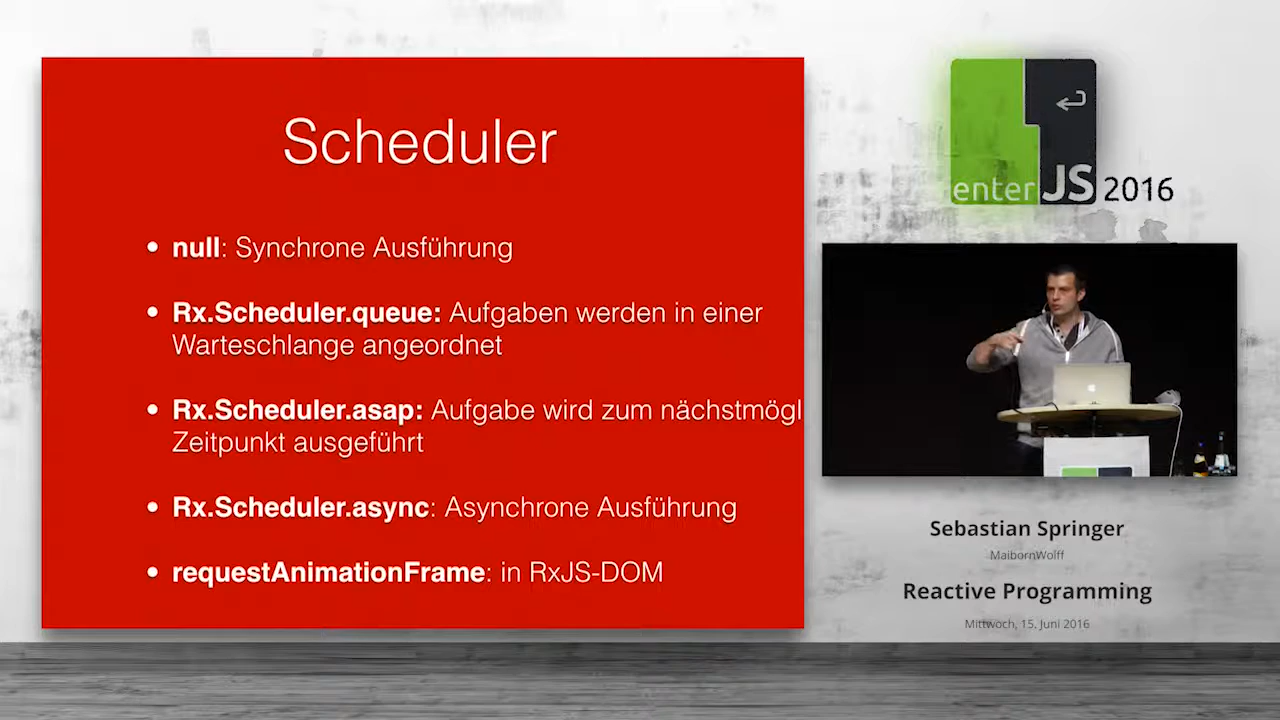 Scheduler
• null: Synchrone Ausführung
• Rx.Scheduler.queue: Aufgaben werden in einer
Warteschlange angeordnet
• Rx.Scheduler.asap: Aufgabe wird zum nächstmögl
Zeitpunkt ausgeführt
• Rx.Scheduler.async: Asynchrone Ausführung
• requestAnimationFrame: in RxJS-DOM
enterJS 2016
Sebastian Springer
MaibornWolff
Reactive Programming
Mittwoch, 15. Juni 2016